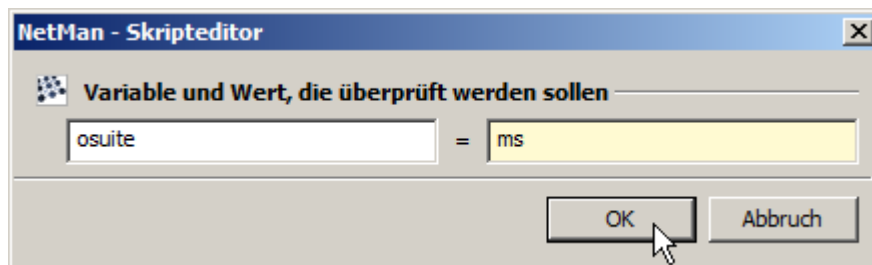 NetMan - Skripteditor
Variable und Wert, die überprüft werden sollen
osuite = ms
OK Abbruch